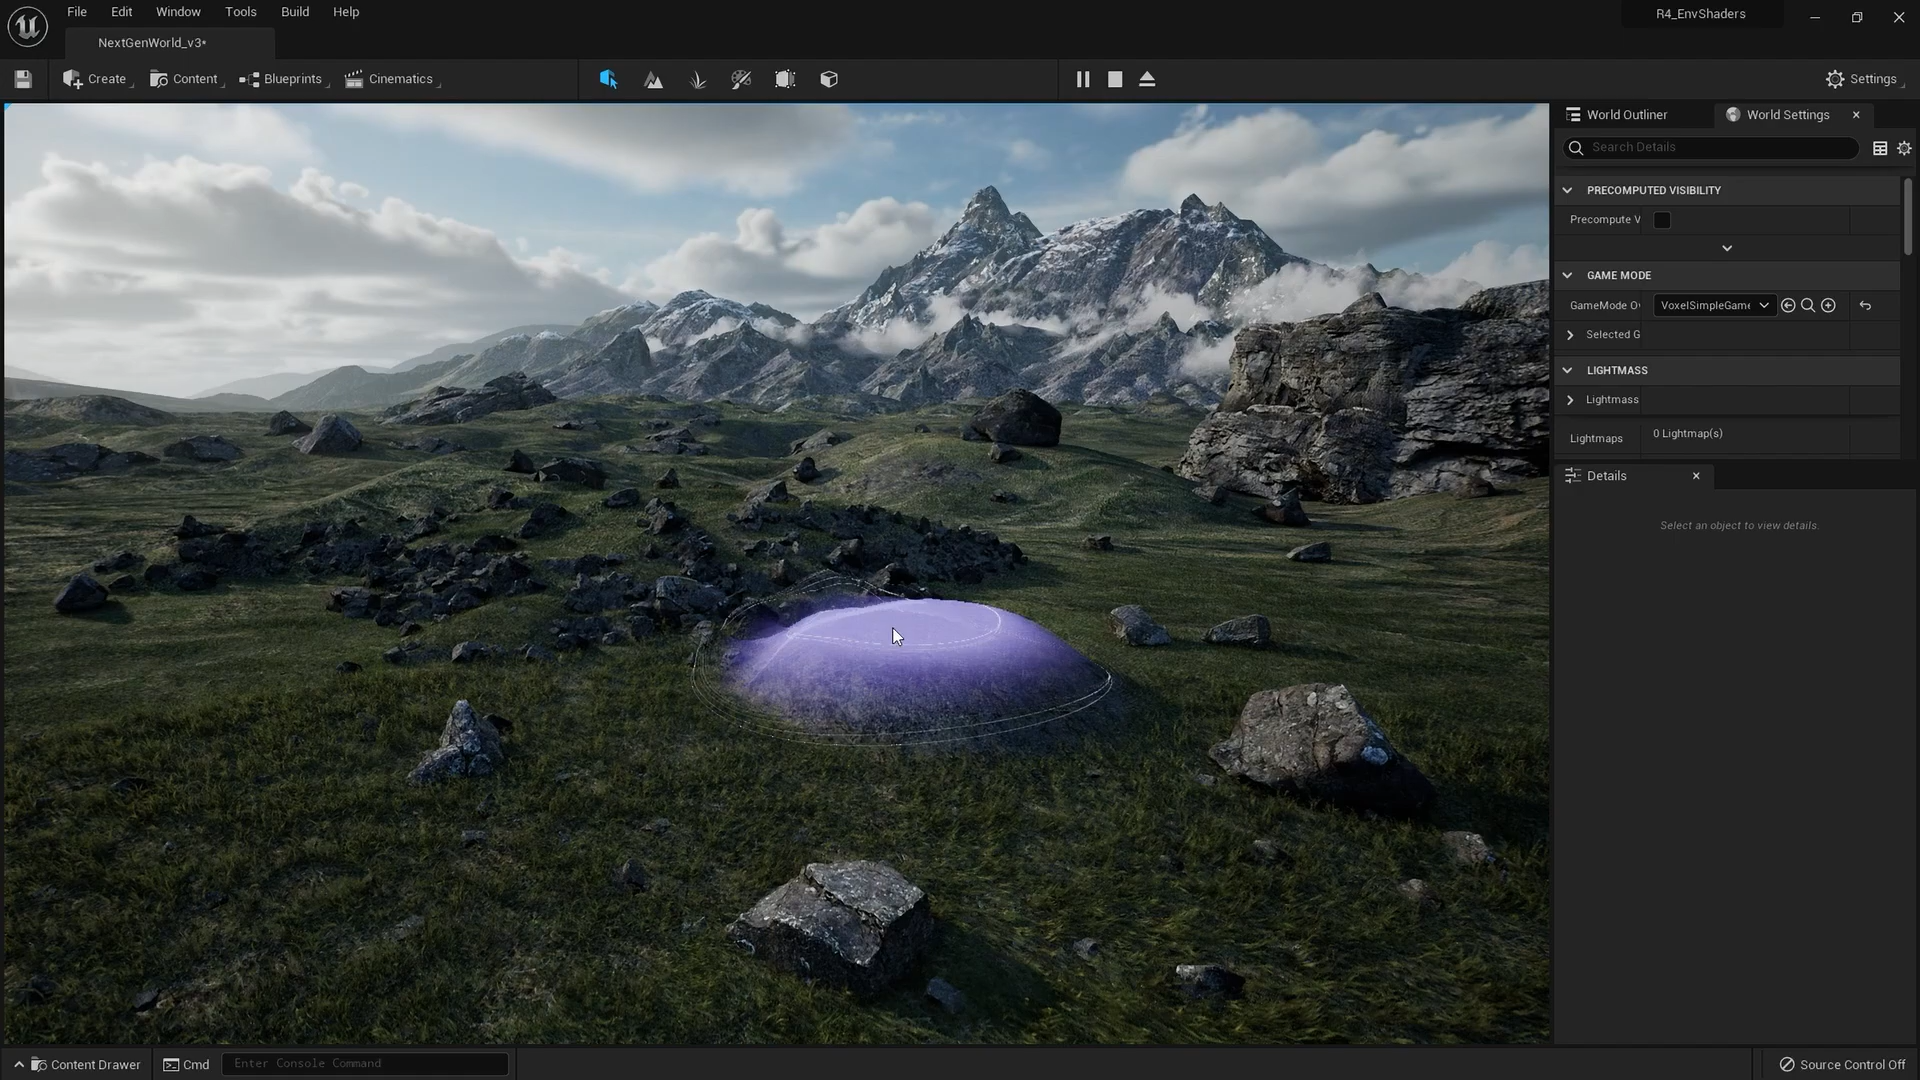 File Edit Window Tools Build Help
R4_EnvShaders
NextGenWorld_v3*
Create Content Blueprints Cinematics
Settings
World Outliner
World Settings
Search Details
PRECOMPUTED VISIBILITY
Precompute V
GAME MODE
GameMode O
VoxelSimpleGame
Selected G
LIGHTMASS
Lightmass
Lightmaps
0 Lightmap(s)
Details
Select an object to view details.
Content Drawer
Cmd
Enter Console Command
Source Control Off